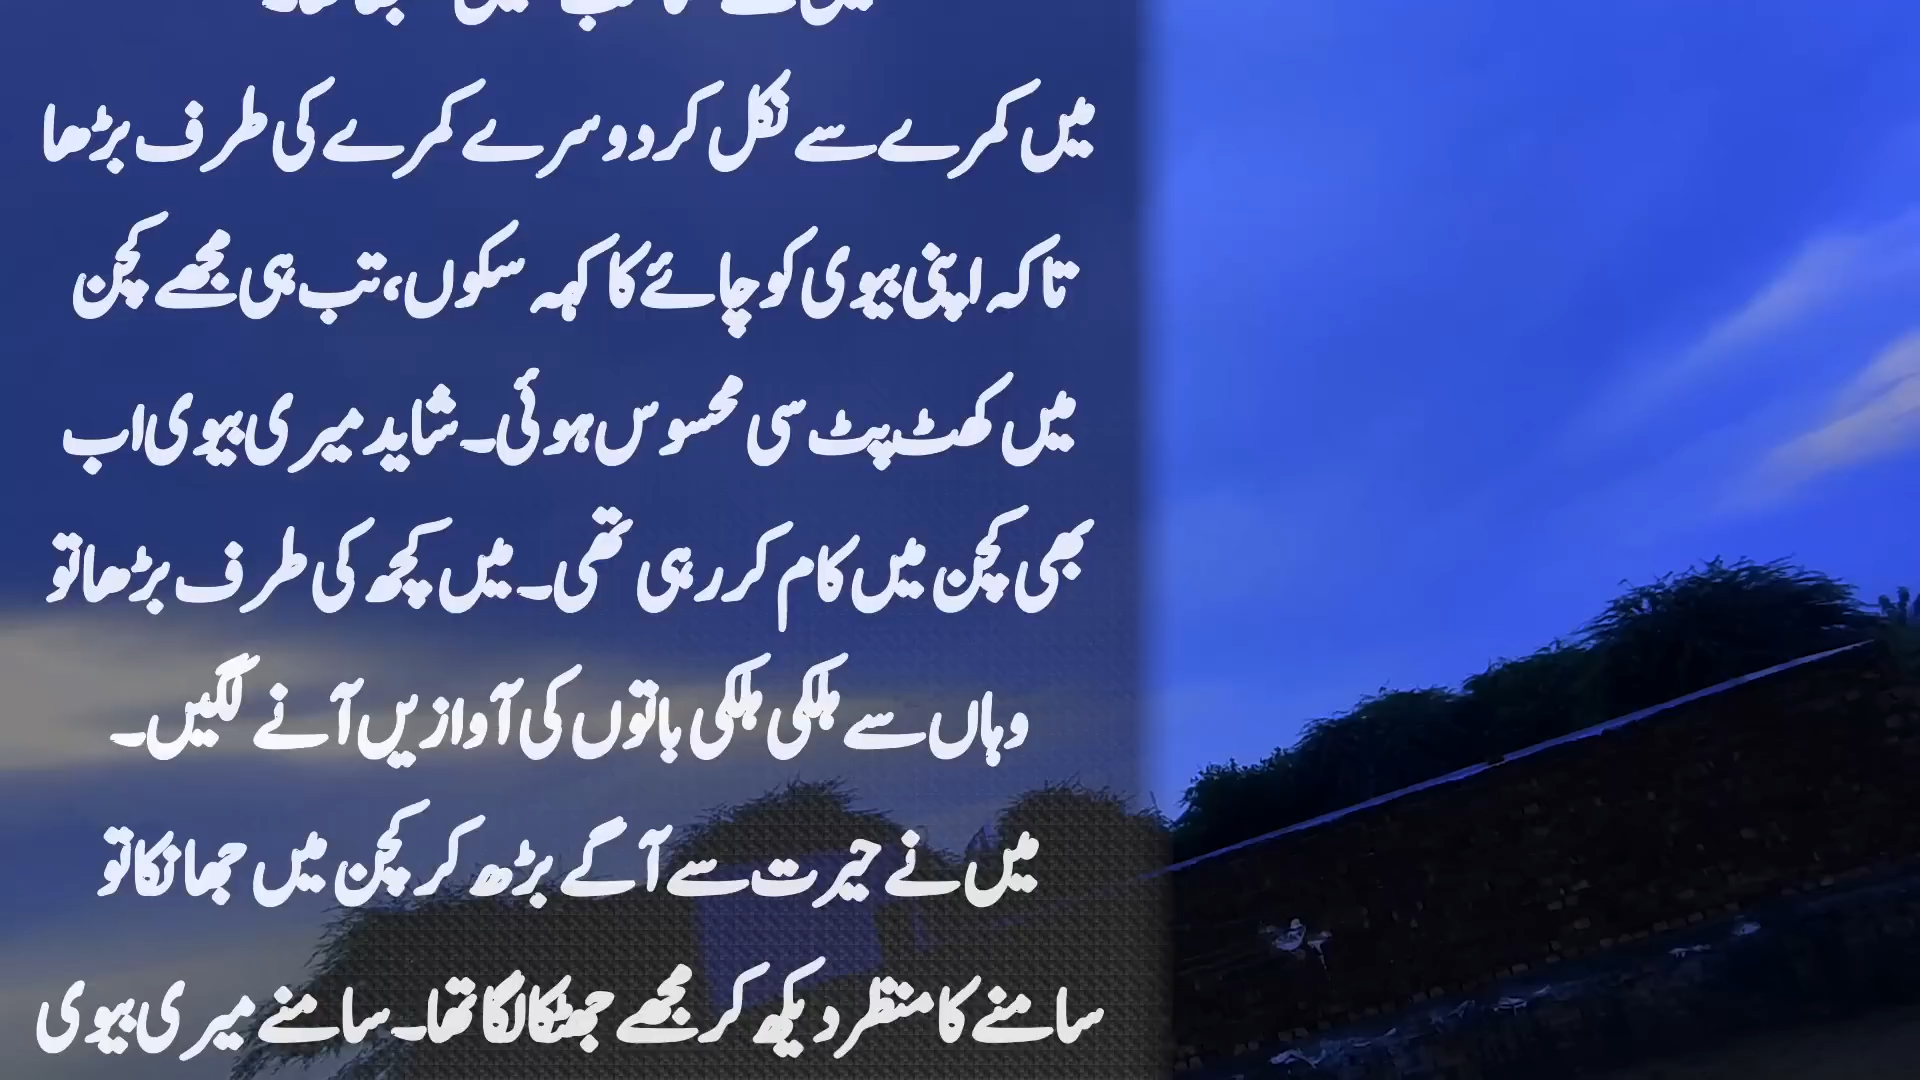 میں کمرے سے نکل کر دوسرے کمرے کی طرف بڑھا
تاکہ اپنی بیوی کو چائے کا کہہ سکوں، تب ہی مجھے کچن
میں کھٹ پٹ سی محسوس ہوئی۔ شاید میری بیوی اب
بھی کچن میں کام کر رہی تھی۔ میں کچھ کی طرف بڑھا تو
وہاں سے ہلکی ہلکی باتوں کی آوازیں آنے لگیں۔
میں نے حیرت سے آگے بڑھ کر کچن میں جھانکا تو
سامنے کا منظر دیکھ کر مجھے جھٹکا لگا تھا۔ سامنے میری بیوی